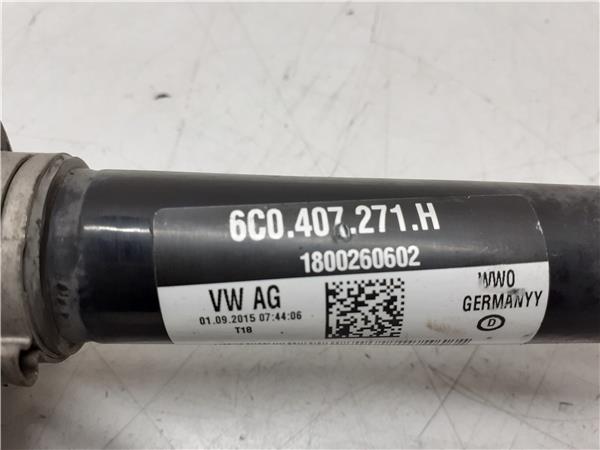 6C0.407.271.H
1800260602
VW AG
01.09.2015 07:44:06
T18
WWO
GERMANYY
D